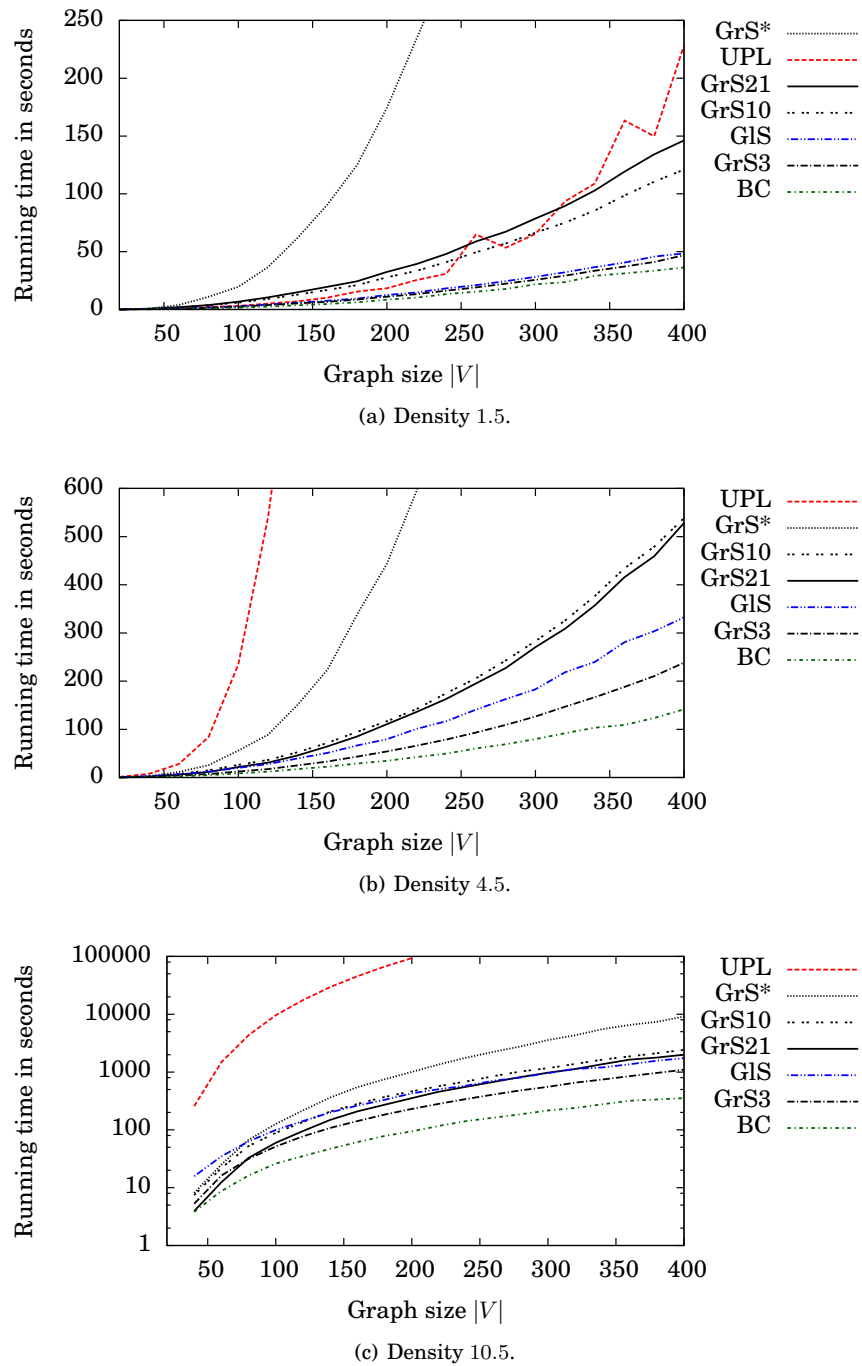 Running time in seconds
250
200
150
100
50
0
50 100 150 200 250 300 350 400
Graph size |V|
GrS*
UPL
GrS21
GrS10
GlS
GrS3
BC
(a) Density 1.5.
Running time in seconds
600
500
400
300
200
100
0
50 100 150 200 250 300 350 400
Graph size |V|
UPL
GrS*
GrS10
GrS21
GlS
GrS3
BC
(b) Density 4.5.
Running time in seconds
100000
10000
1000
100
10
1
50 100 150 200 250 300 350 400
Graph size |V|
UPL
GrS*
GrS10
GrS21
GlS
GrS3
BC
(c) Density 10.5.